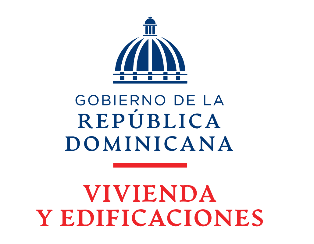 GOBIERNO DE LA
REPÚBLICA
DOMINICANA
VIVIENDA
Y EDIFICACIONES